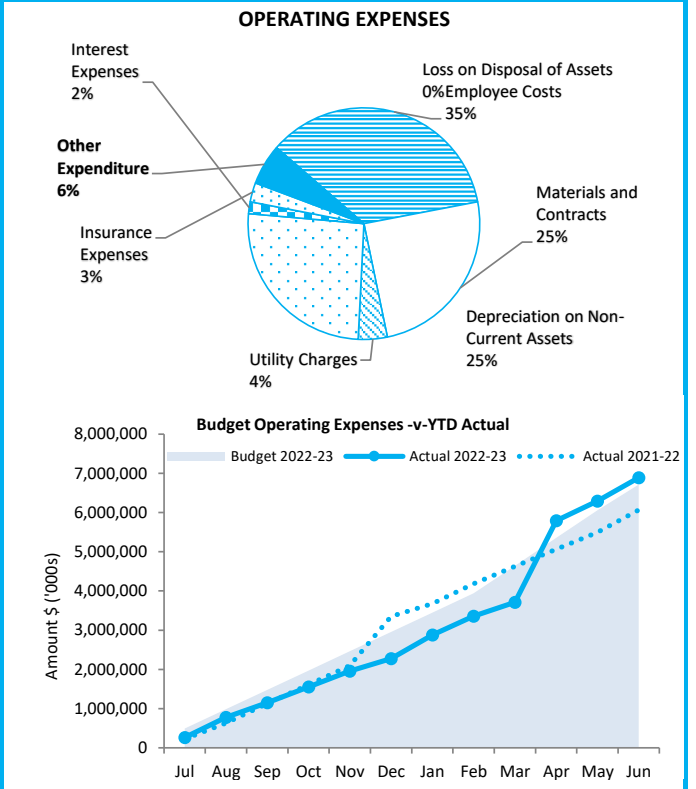 OPERATING EXPENSES
Interest
Expenses
2%
Loss on Disposal of Assets
0%Employee Costs
35%
Other
Expenditure
6%
Materials and
Contracts
25%
Insurance
Expenses
3%
Depreciation on Non-
Current Assets
25%
Utility Charges
4%
Budget Operating Expenses -v-YTD Actual
Budget 2022-23 Actual 2022-23 Actual 2021-22
Amount $ ('000s)
8,000,000
7,000,000
6,000,000
5,000,000
4,000,000
3,000,000
2,000,000
1,000,000
0
Jul Aug Sep Oct Nov Dec Jan Feb Mar Apr May Jun